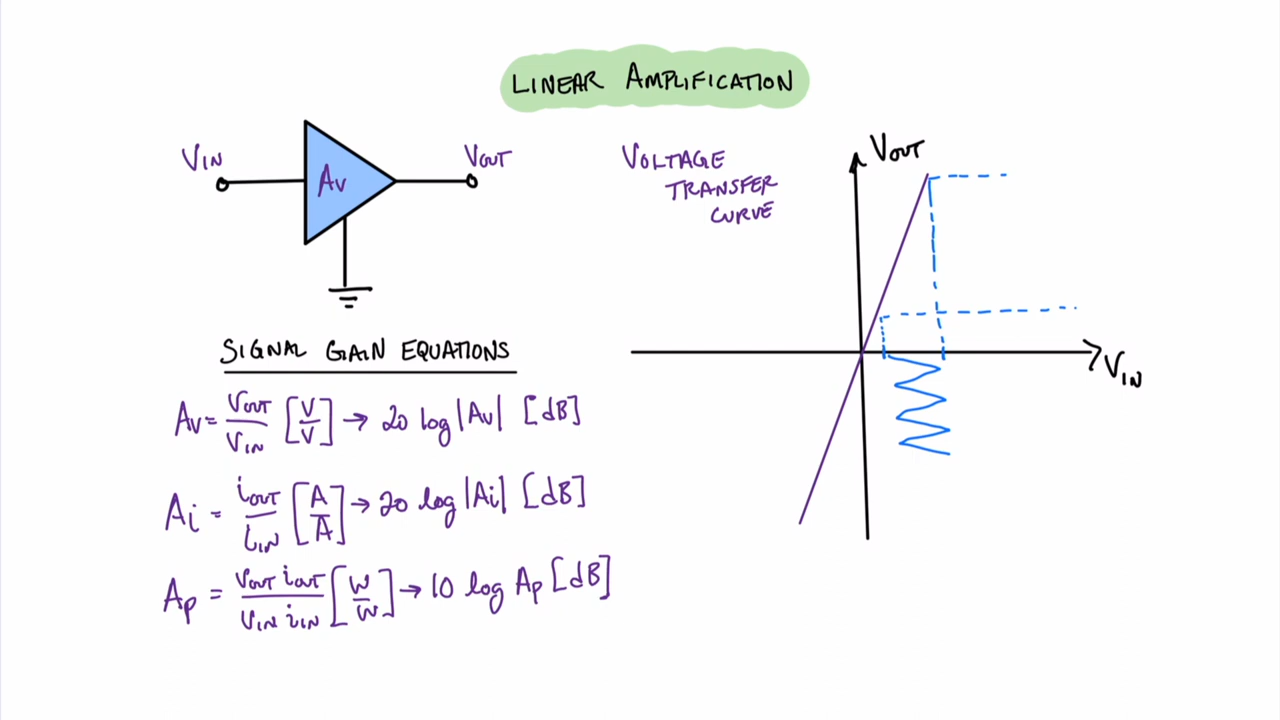 LINEAR AMPLIFICATION
VIN
AV
VOUT
VOLTAGE
TRANSFER
CURVE
VOUT
VIN
SIGNAL GAIN EQUATIONS
Av = VOUT/VIN [V/V] → 20 log|Av| [dB]
Ai = iOUT/iIN [A/A] → 20 log|Ai| [dB]
Ap = VOUT iOUT/VIN iIN [W/W] → 10 log Ap [dB]